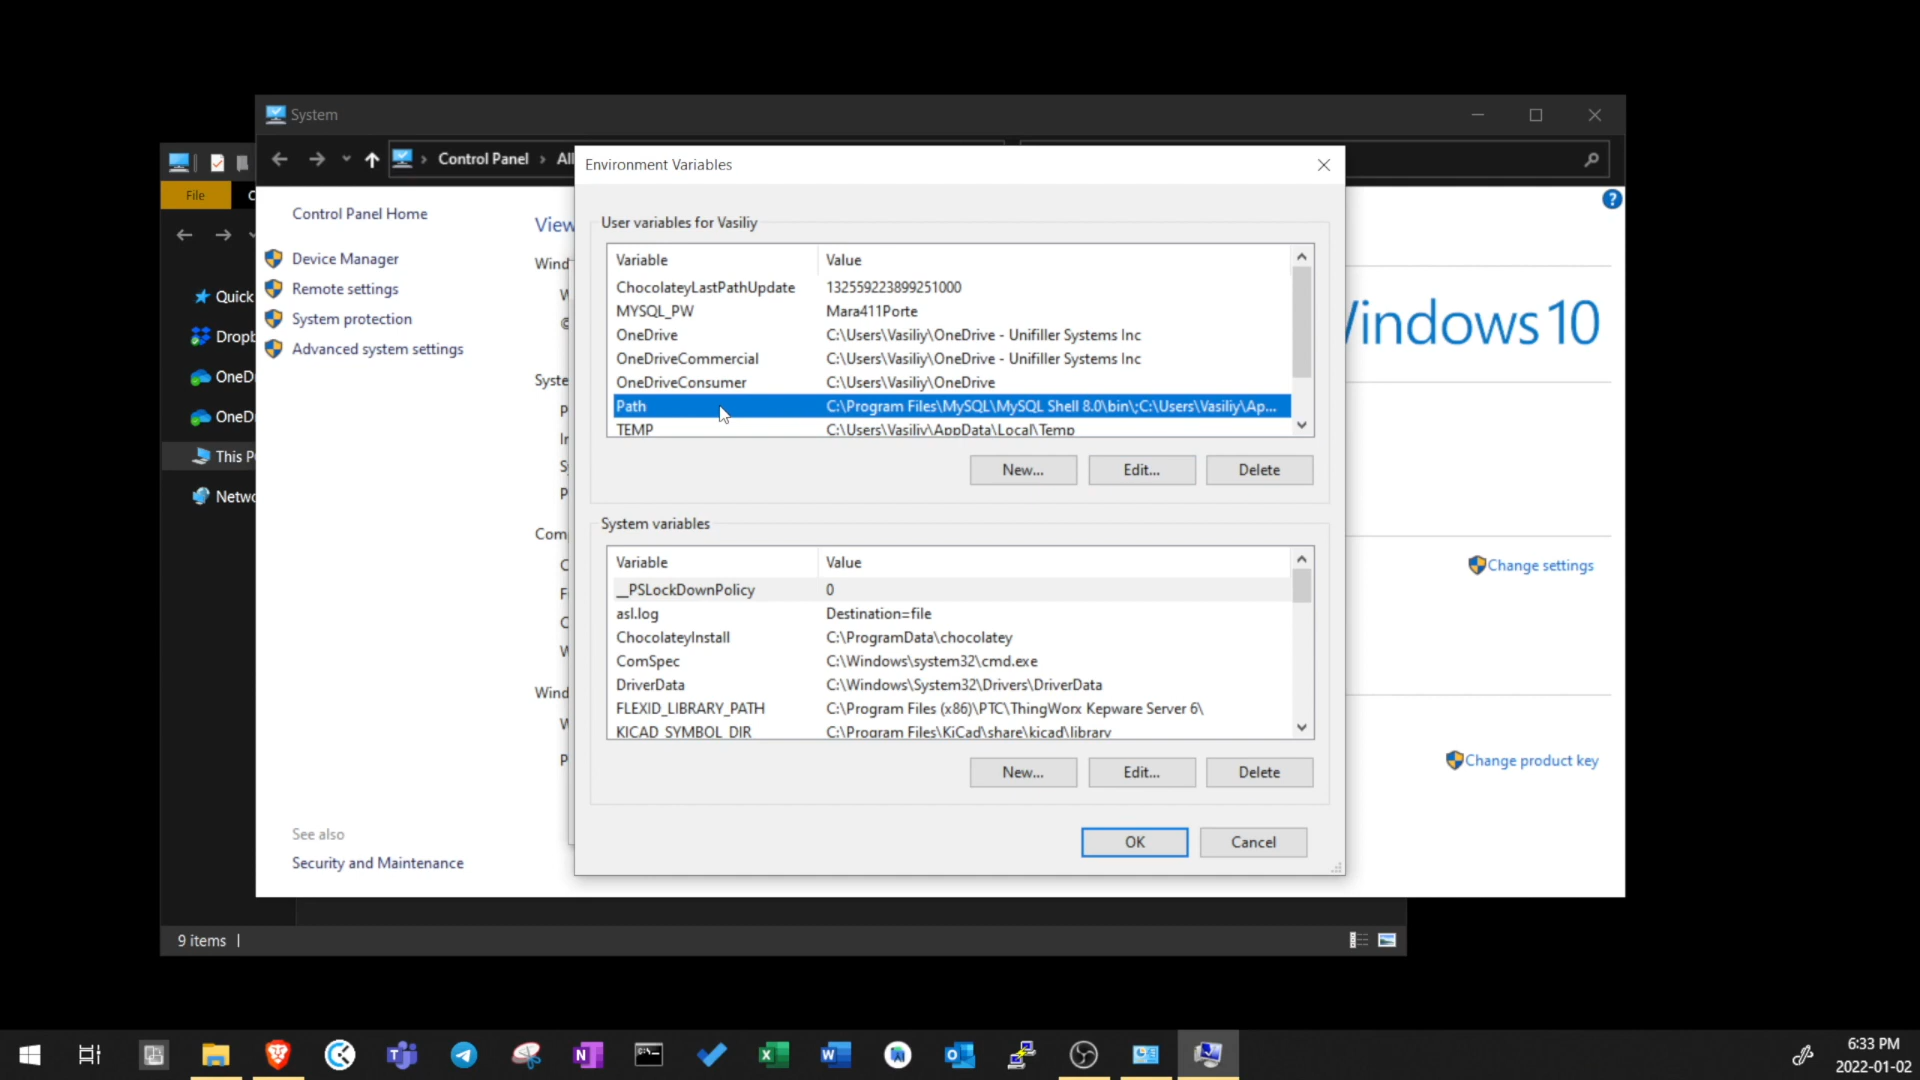 System
Control Panel
All
File
Environment Variables
Control Panel Home
Device Manager
Remote settings
System protection
Advanced system settings
See also
Security and Maintenance
Quick
Dropb
OneD
OneD
This P
Netwo
View
Wind
Syste
Com
Wind
User variables for Vasiliy
Variable Value
ChocolateyLastPathUpdate 132559223899251000
MYSQL_PW Mara411Porte
OneDrive C:\Users\Vasiliy\OneDrive - Unifiller Systems Inc
OneDriveCommercial C:\Users\Vasiliy\OneDrive - Unifiller Systems Inc
OneDriveConsumer C:\Users\Vasiliy\OneDrive
Path C:\Program Files\MySQL\MySQL Shell 8.0\bin\;C:\Users\Vasiliy\Ap...
TEMP C:\Users\Vasiliy\AppData\Local\Temp
New... Edit... Delete
System variables
Variable Value
__PSLockDownPolicy 0
asl.log Destination=file
ChocolateyInstall C:\ProgramData\chocolatey
ComSpec C:\Windows\system32\cmd.exe
DriverData C:\Windows\System32\Drivers\DriverData
FLEXID_LIBRARY_PATH C:\Program Files (x86)\PTC\ThingWorx Kepware Server 6\
KICAD_SYMBOL_DIR C:\Program Files\KiCad\share\kicad\library
New... Edit... Delete
OK Cancel
Windows 10
Change settings
Change product key
9 items
6:33 PM
2022-01-02